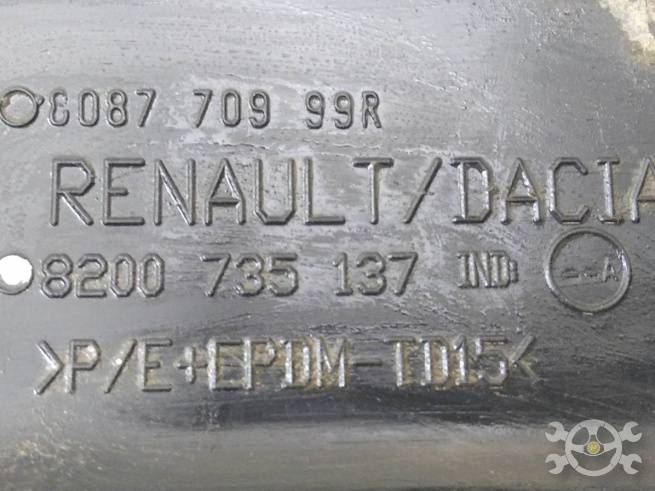 8087 709 99R
RENAULT/DACIA
8200 735 137 IND: --A
>P/E+EPDM-TD15<